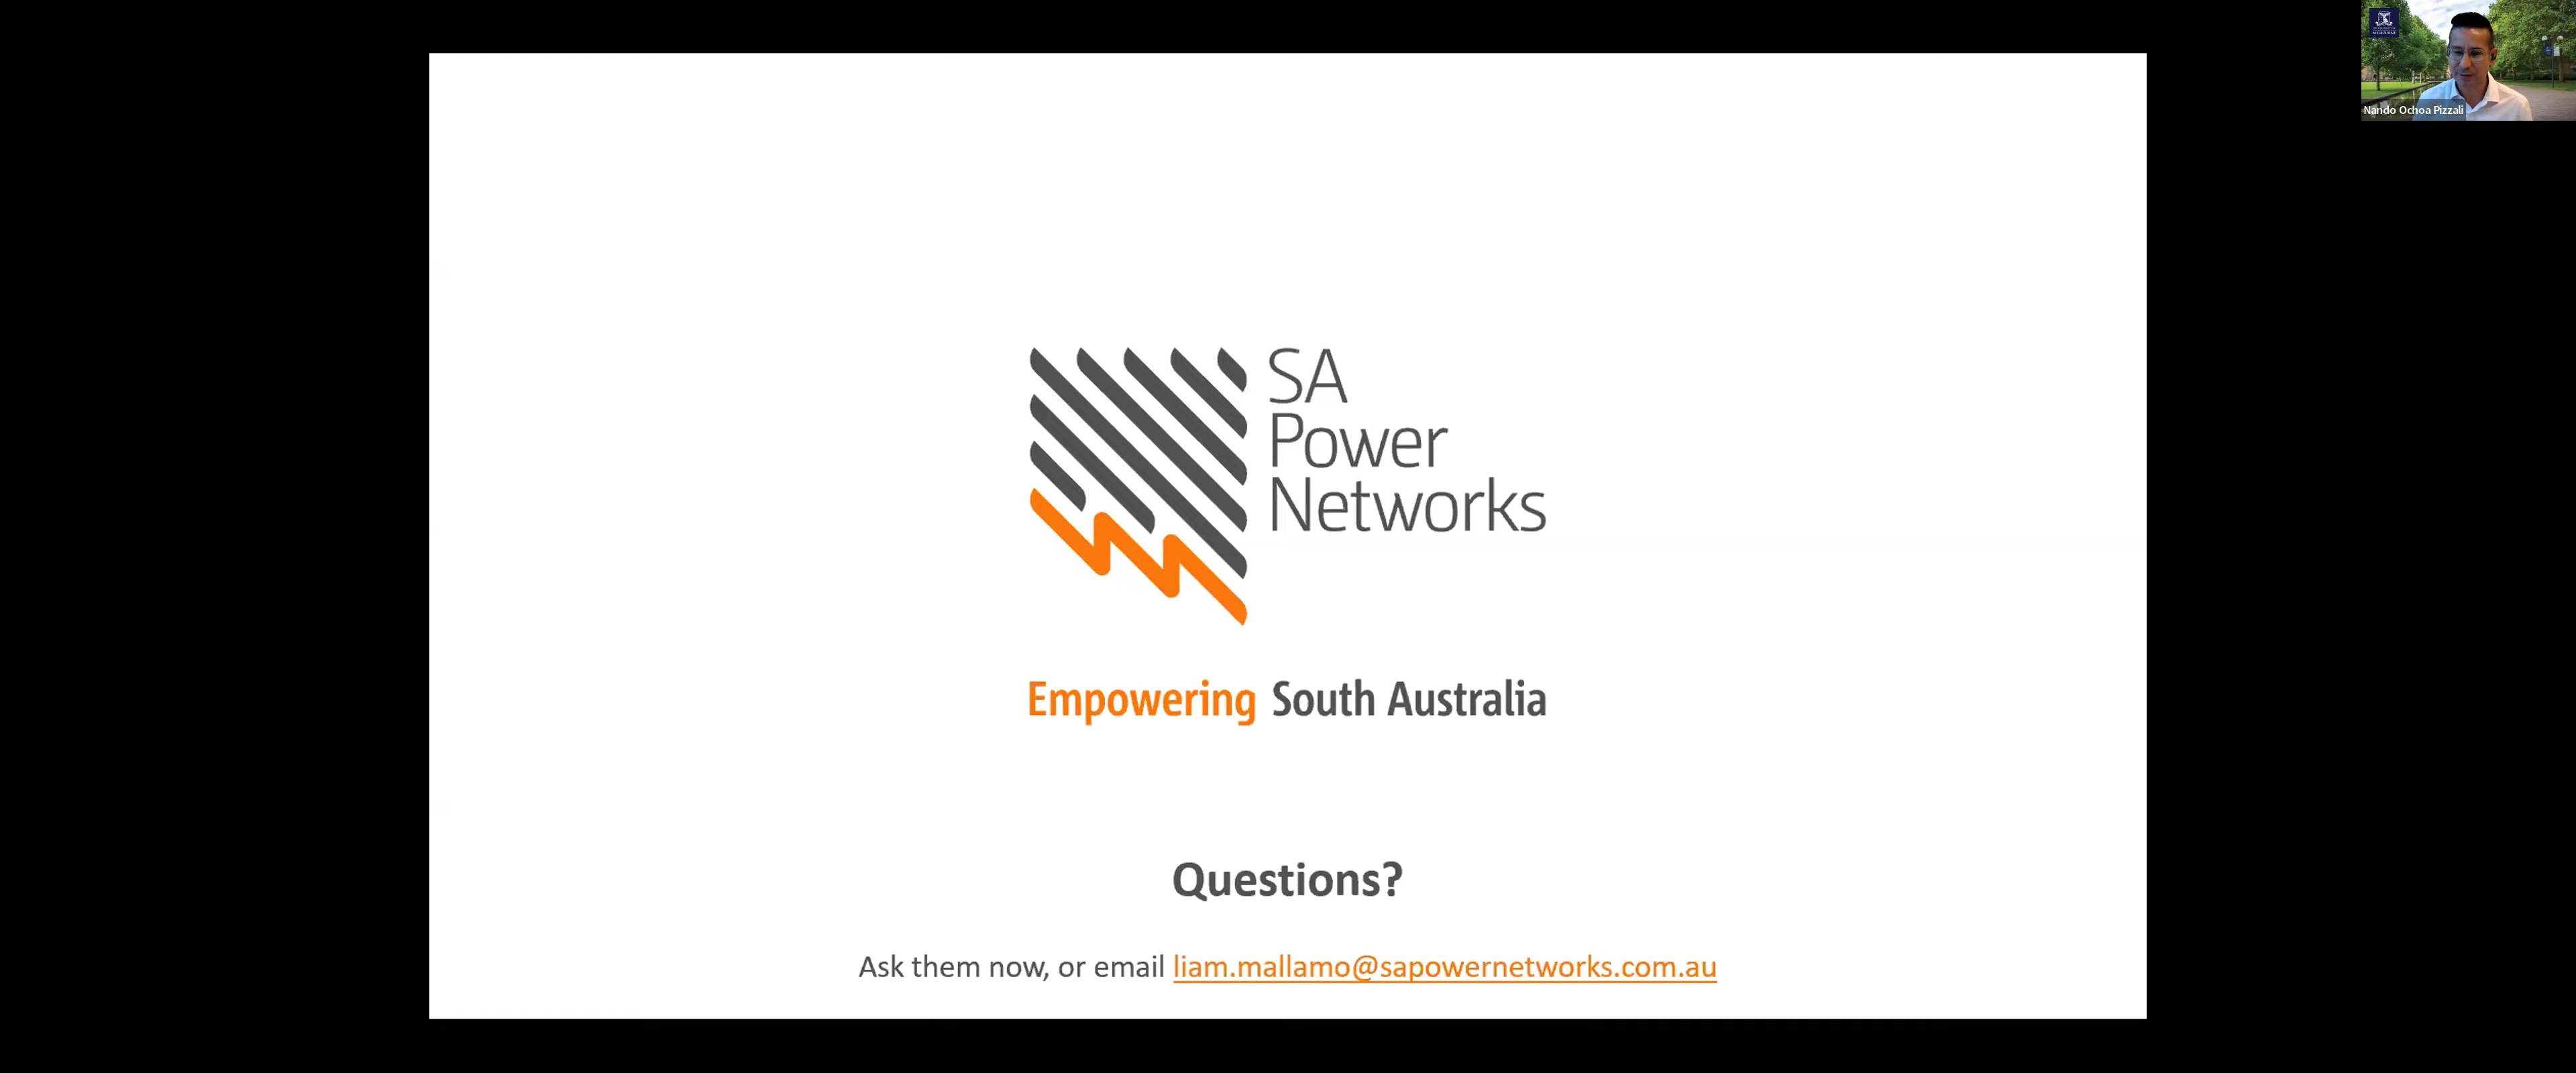 SA
Power
Networks
Empowering South Australia
Questions?
Ask them now, or email liam.mallamo@sapowernetworks.com.au
MELBOURNE
Nando Ochoa Pizzali